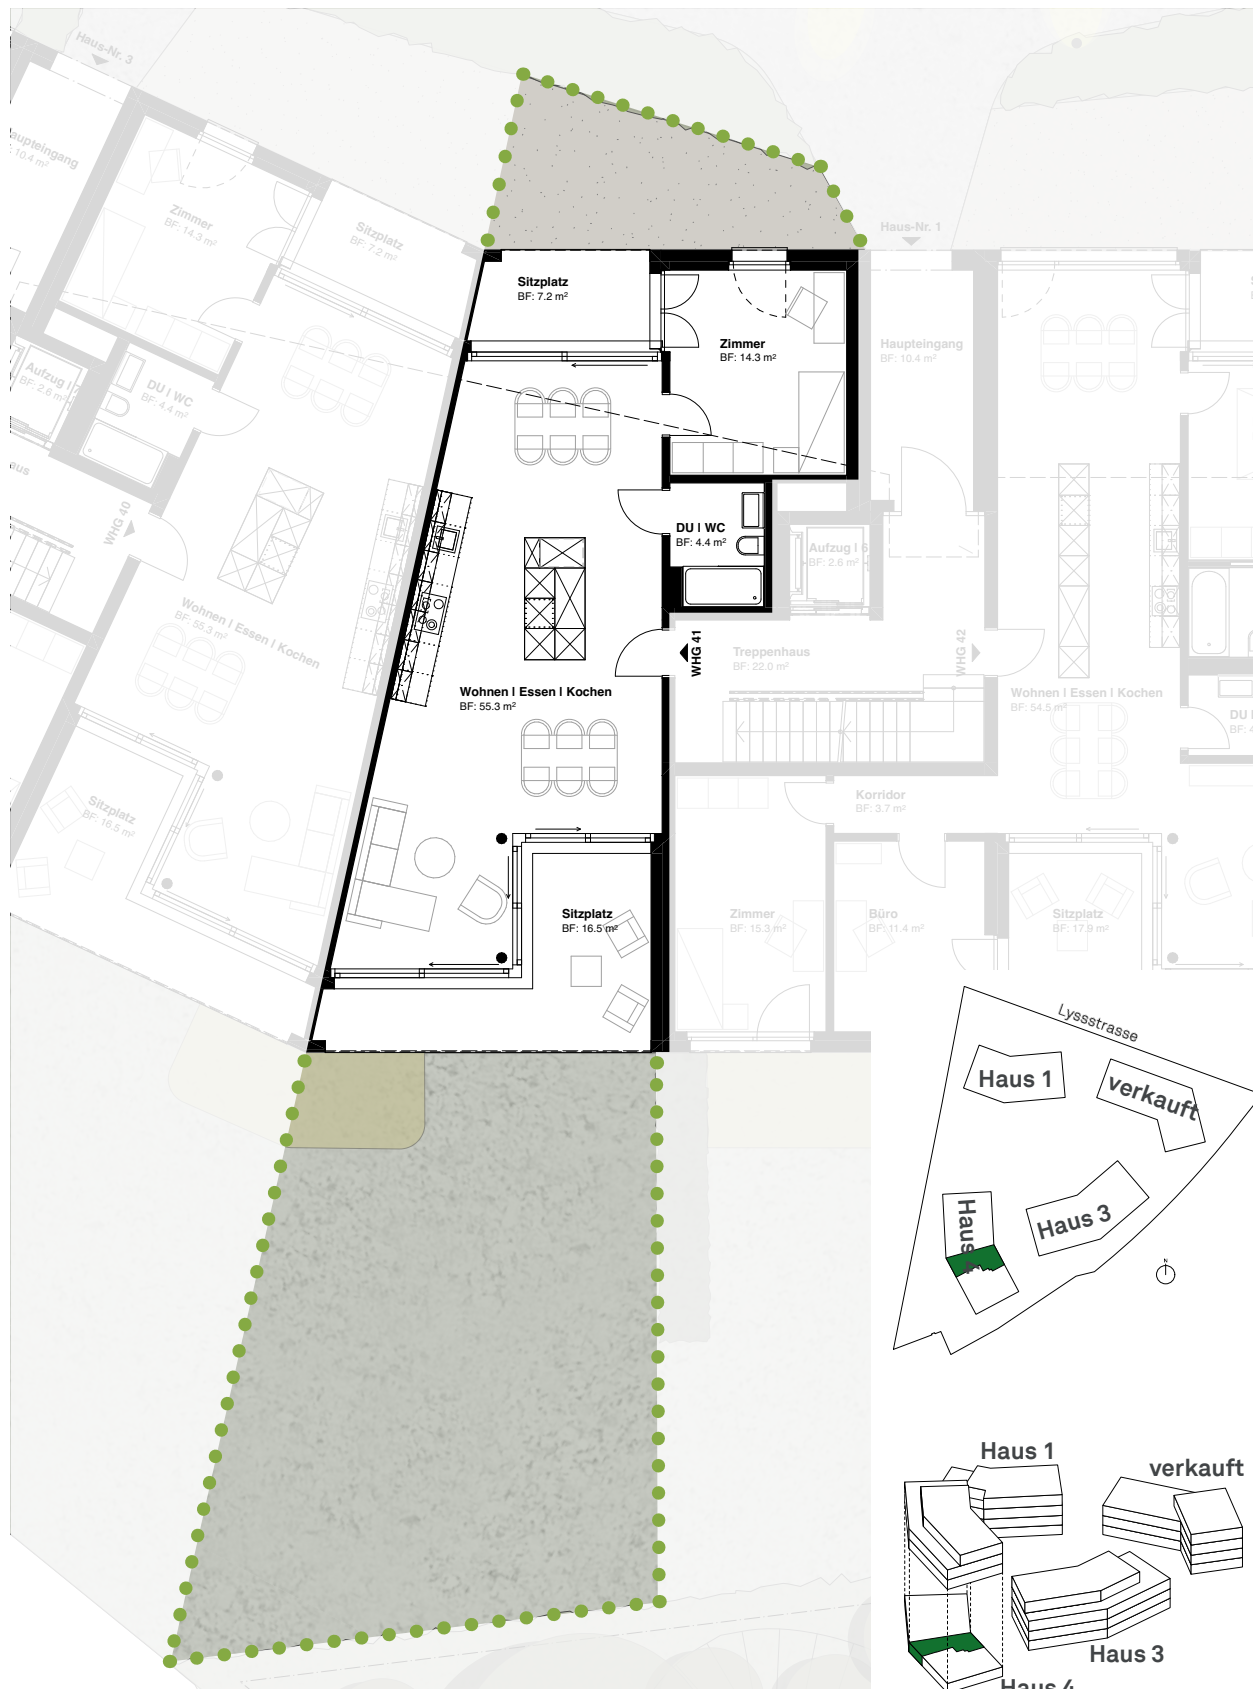 Haus-Nr. 3
10.4 m²
Zimmer
BF: 14.3 m²
Sitzplatz
BF: 7.2 m²
Aufzug I
BF: 2.6 m²
DU I WC
BF: 4.4 m²
WHG 40
Wohnen I Essen I Kochen
BF: 55.3 m²
Sitzplatz
BF: 16.5 m²
Sitzplatz
BF: 7.2 m²
Zimmer
BF: 14.3 m²
DU I WC
BF: 4.4 m²
WHG 41
Wohnen I Essen I Kochen
BF: 55.3 m²
Sitzplatz
BF: 16.5 m²
Haus-Nr. 1
Haupteingang
BF: 10.4 m²
Aufzug I 6
BF: 2.6 m²
Treppenhaus
BF: 22.0 m²
WHG 42
Wohnen I Essen I Kochen
BF: 54.5 m²
DU I
Korridor
BF: 3.7 m²
Zimmer
BF: 15.3 m²
Büro
BF: 11.4 m²
Sitzplatz
BF: 17.9 m²
Lyssstrasse
Haus 1
verkauft
Haus 3
Haus 4
N
Haus 1
verkauft
Haus 3
Haus 4